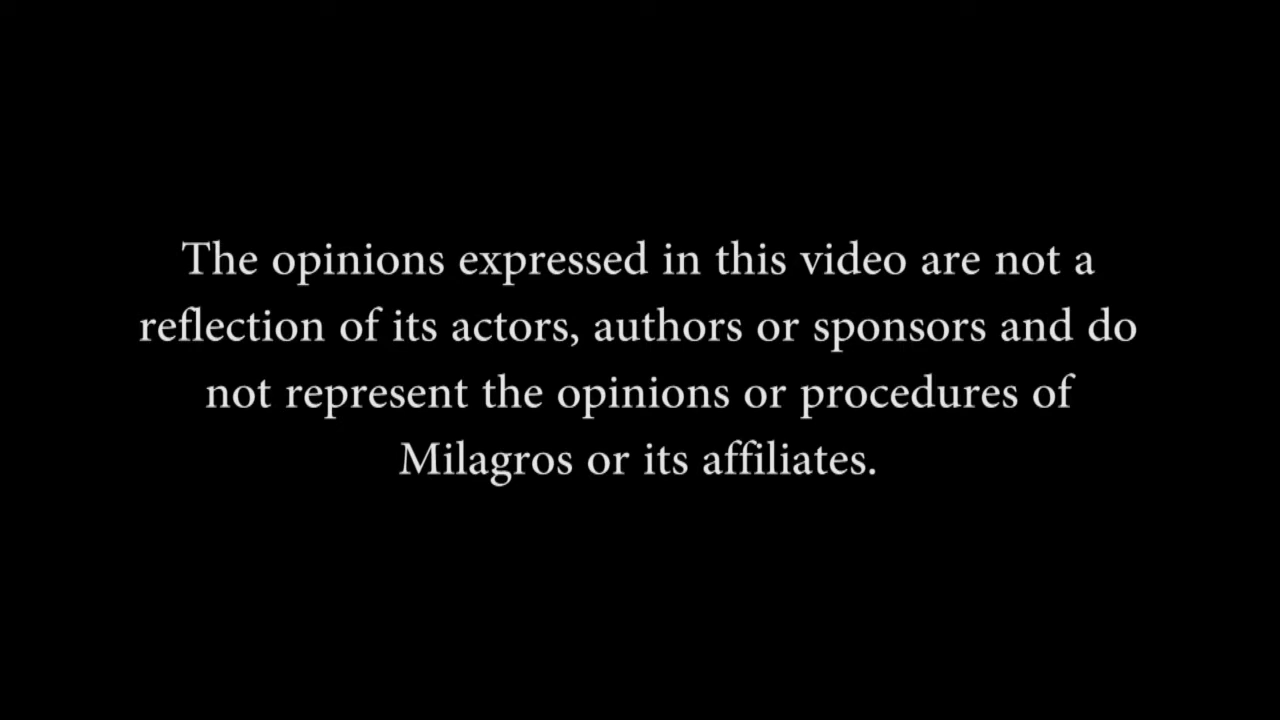 The opinions expressed in this video are not a
reflection of its actors, authors or sponsors and do
not represent the opinions or procedures of
Milagros or its affiliates.